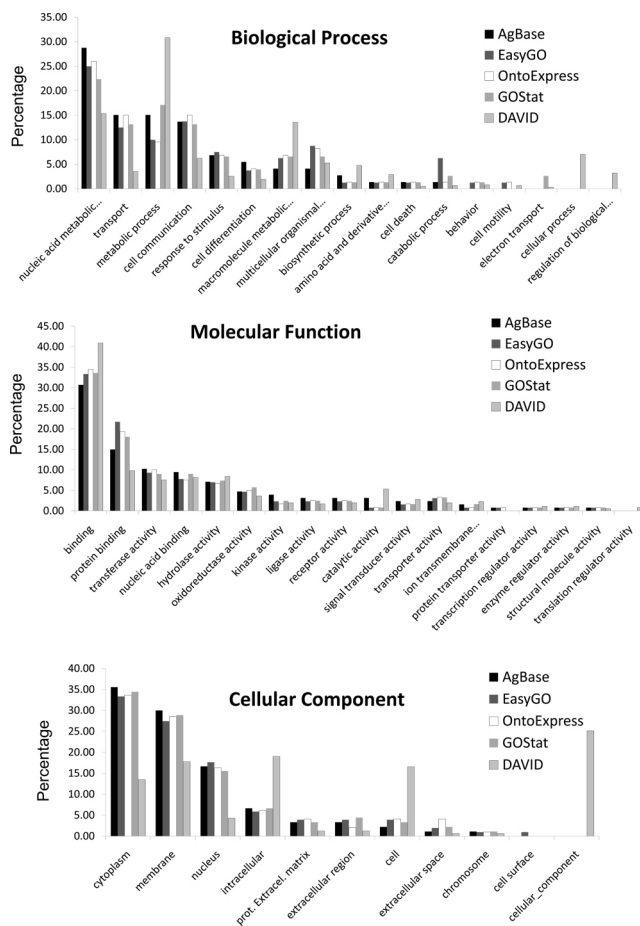 Biological Process
Percentage
35.00
30.00
25.00
20.00
15.00
10.00
5.00
0.00
AgBase
EasyGO
OntoExpress
GOStat
DAVID
nucleic acid metabolic...
transport
metabolic process
cell communication
response to stimulus
cell differentiation
macromolecule metabolic...
multicellular organismal...
biosynthetic process
amino acid and derivative...
cell death
catabolic process
behavior
cell motility
electron transport
cellular process
regulation of biological...
Molecular Function
Percentage
45.00
40.00
35.00
30.00
25.00
20.00
15.00
10.00
5.00
0.00
AgBase
EasyGO
OntoExpress
GOStat
DAVID
binding
protein binding
transferase activity
nucleic acid binding
hydrolase activity
oxidoreductase activity
kinase activity
ligase activity
receptor activity
catalytic activity
signal transducer activity
transporter activity
ion transmembrane...
protein transporter activity
transcription regulator activity
enzyme regulator activity
structural molecule activity
translation regulator activity
Cellular Component
Percentage
40.00
35.00
30.00
25.00
20.00
15.00
10.00
5.00
0.00
AgBase
EasyGO
OntoExpress
GOStat
DAVID
cytoplasm
membrane
nucleus
intracellular
prot. Extracel. matrix
extracellular region
cell
extracellular space
chromosome
cell surface
cellular_component